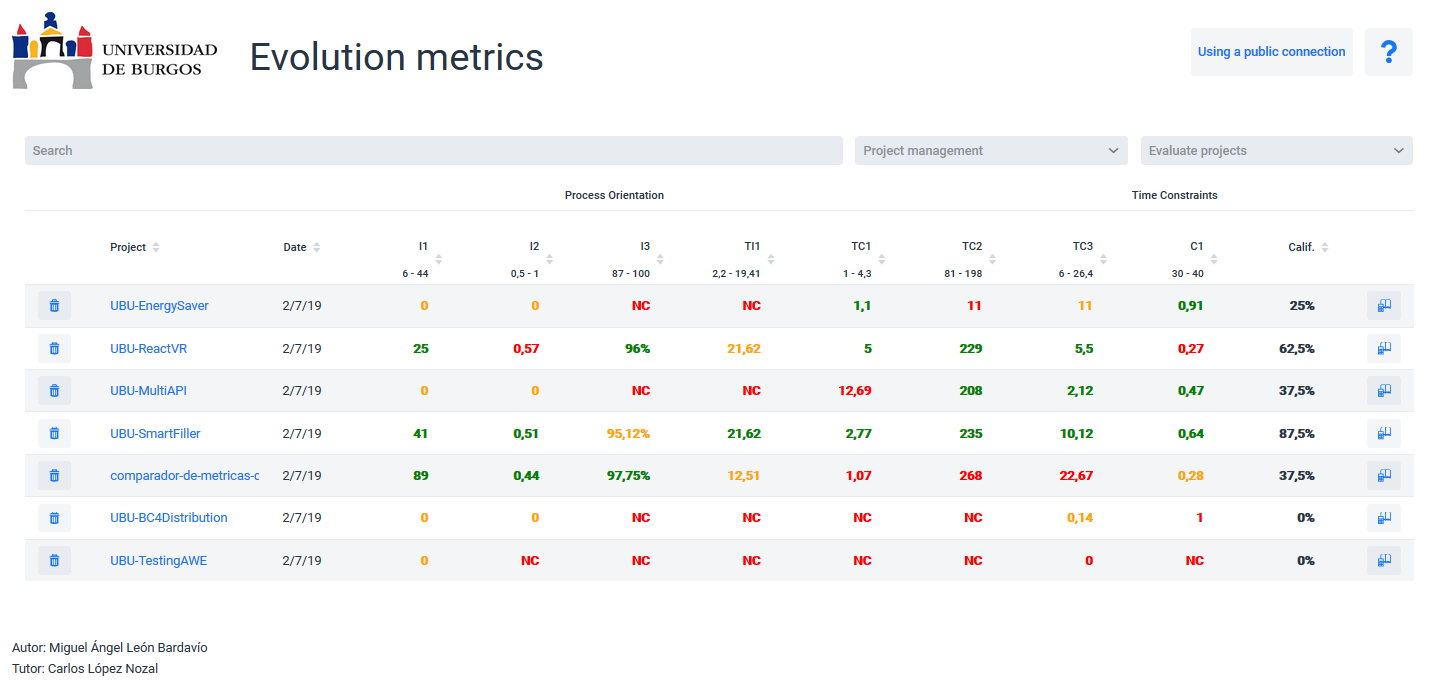 UNIVERSIDAD
DE BURGOS
Evolution metrics
Using a public connection
?
Search
Project management
Evaluate projects
Process Orientation
Time Constraints
Project Date I1 I2 I3 TI1 TC1 TC2 TC3 C1 Calif.
6 - 44 0,5 - 1 87 - 100 2,2 - 19,41 1 - 4,3 81 - 198 6 - 26,4 30 - 40
UBU-EnergySaver 2/7/19 0 0 NC NC 1,1 11 11 0,91 25%
UBU-ReactVR 2/7/19 25 0,57 96% 21,62 5 229 5,5 0,27 62,5%
UBU-MultiAPI 2/7/19 0 0 NC NC 12,69 208 2,12 0,47 37,5%
UBU-SmartFiller 2/7/19 41 0,51 95,12% 21,62 2,77 235 10,12 0,64 87,5%
comparador-de-metricas-c 2/7/19 89 0,44 97,75% 12,51 1,07 268 22,67 0,28 37,5%
UBU-BC4Distribution 2/7/19 0 0 NC NC NC NC 0,14 1 0%
UBU-TestingAWE 2/7/19 0 NC NC NC NC NC 0 NC 0%
Autor: Miguel Ángel León Bardavío
Tutor: Carlos López Nozal